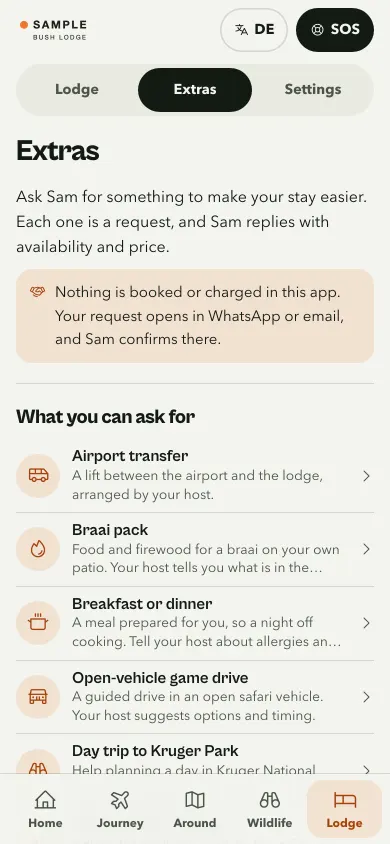 SAMPLE
BUSH LODGE
DE
SOS
Lodge
Extras
Settings
Extras
Ask Sam for something to make your stay easier.
Each one is a request, and Sam replies with
availability and price.
Nothing is booked or charged in this app.
Your request opens in WhatsApp or email,
and Sam confirms there.
What you can ask for
Airport transfer
A lift between the airport and the lodge,
arranged by your host.
Braai pack
Food and firewood for a braai on your own
patio. Your host tells you what is in the…
Breakfast or dinner
A meal prepared for you, so a night off
cooking. Tell your host about allergies an…
Open-vehicle game drive
A guided drive in an open safari vehicle.
Your host suggests options and timing.
Day trip to Kruger Park
Help planning a day in Kruger National
Home
Journey
Around
Wildlife
Lodge